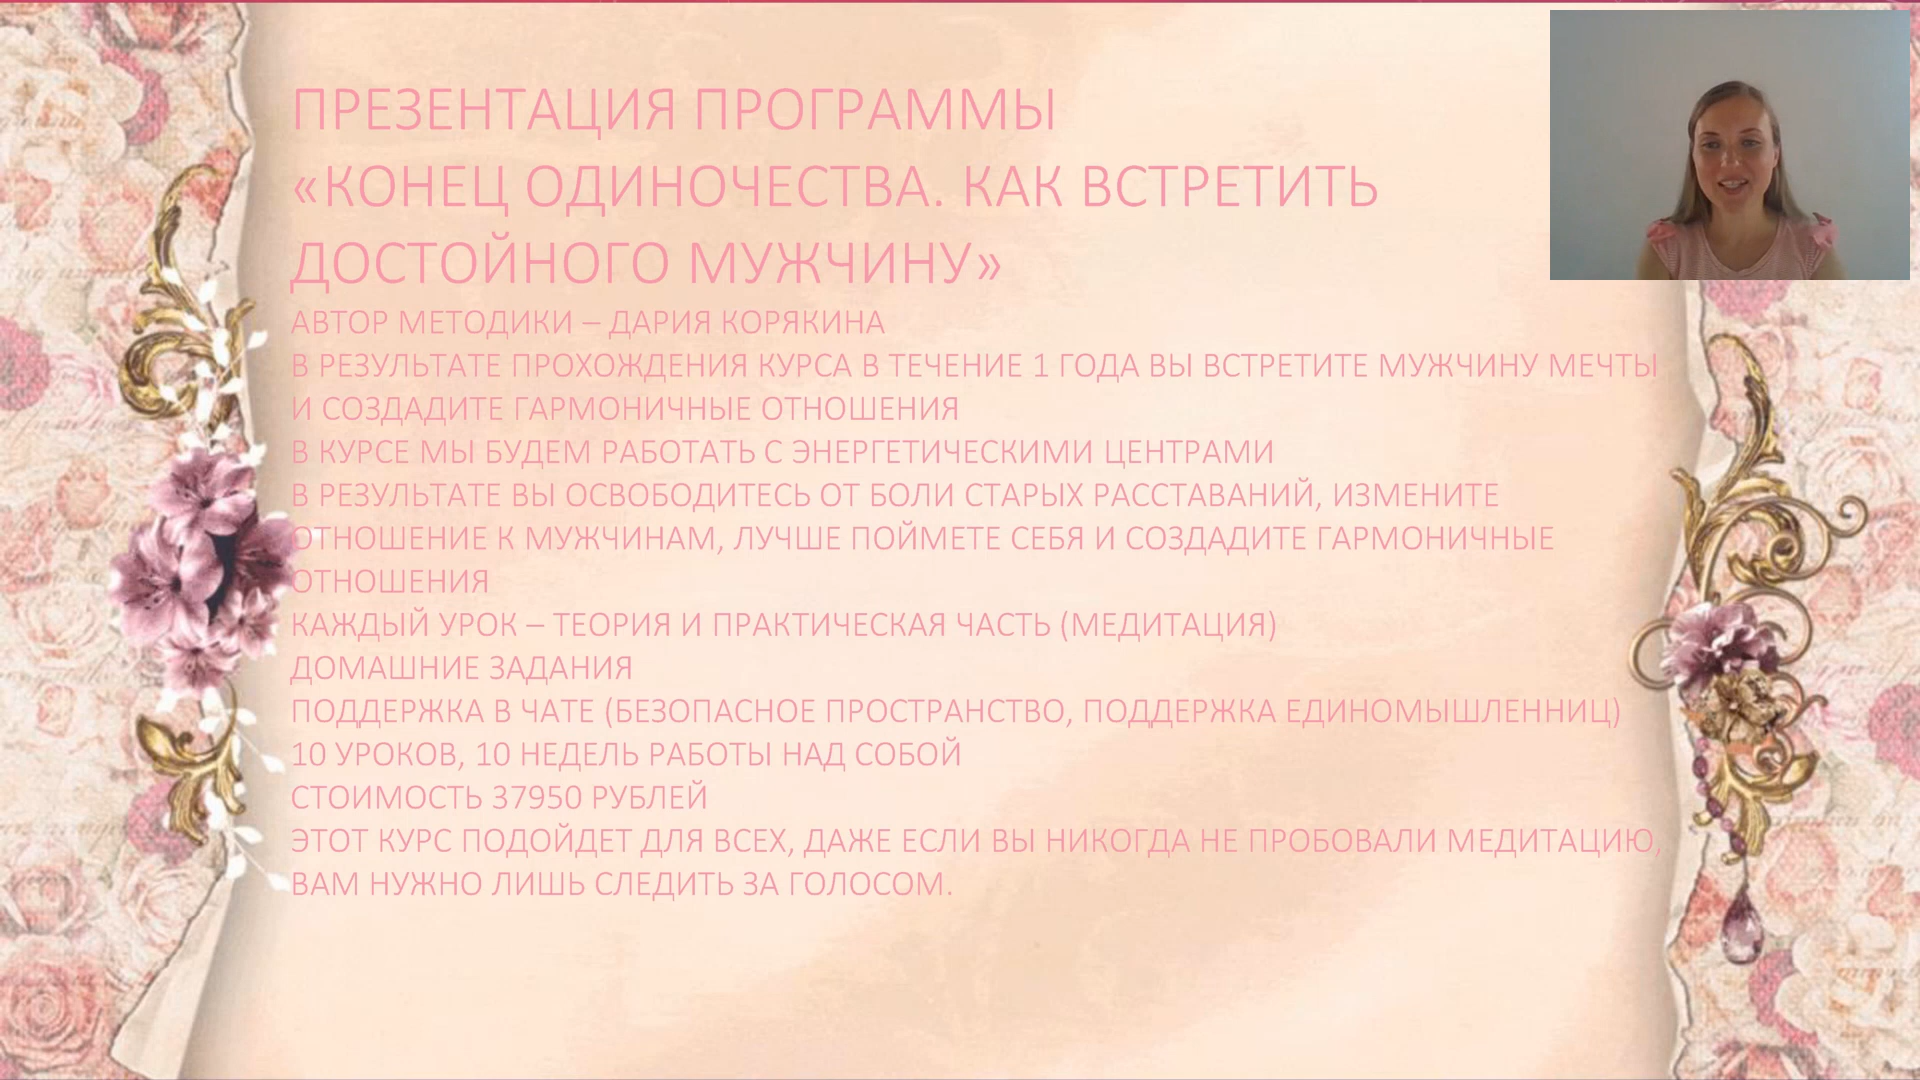 ПРЕЗЕНТАЦИЯ ПРОГРАММЫ
«КОНЕЦ ОДИНОЧЕСТВА. КАК ВСТРЕТИТЬ
ДОСТОЙНОГО МУЖЧИНУ»
АВТОР МЕТОДИКИ – ДАРИЯ КОРЯКИНА
В РЕЗУЛЬТАТЕ ПРОХОЖДЕНИЯ КУРСА В ТЕЧЕНИЕ 1 ГОДА ВЫ ВСТРЕТИТЕ МУЖЧИНУ МЕЧТЫ
И СОЗДАДИТЕ ГАРМОНИЧНЫЕ ОТНОШЕНИЯ
В КУРСЕ МЫ БУДЕМ РАБОТАТЬ С ЭНЕРГЕТИЧЕСКИМИ ЦЕНТРАМИ
В РЕЗУЛЬТАТЕ ВЫ ОСВОБОДИТЕСЬ ОТ БОЛИ СТАРЫХ РАССТАВАНИЙ, ИЗМЕНИТЕ
ОТНОШЕНИЕ К МУЖЧИНАМ, ЛУЧШЕ ПОЙМЕТЕ СЕБЯ И СОЗДАДИТЕ ГАРМОНИЧНЫЕ
ОТНОШЕНИЯ
КАЖДЫЙ УРОК – ТЕОРИЯ И ПРАКТИЧЕСКАЯ ЧАСТЬ (МЕДИТАЦИЯ)
ДОМАШНИЕ ЗАДАНИЯ
ПОДДЕРЖКА В ЧАТЕ (БЕЗОПАСНОЕ ПРОСТРАНСТВО, ПОДДЕРЖКА ЕДИНОМЫШЛЕННИЦ)
10 УРОКОВ, 10 НЕДЕЛЬ РАБОТЫ НАД СОБОЙ
СТОИМОСТЬ 37950 РУБЛЕЙ
ЭТОТ КУРС ПОДОЙДЕТ ДЛЯ ВСЕХ, ДАЖЕ ЕСЛИ ВЫ НИКОГДА НЕ ПРОБОВАЛИ МЕДИТАЦИЮ,
ВАМ НУЖНО ЛИШЬ СЛЕДИТЬ ЗА ГОЛОСОМ.